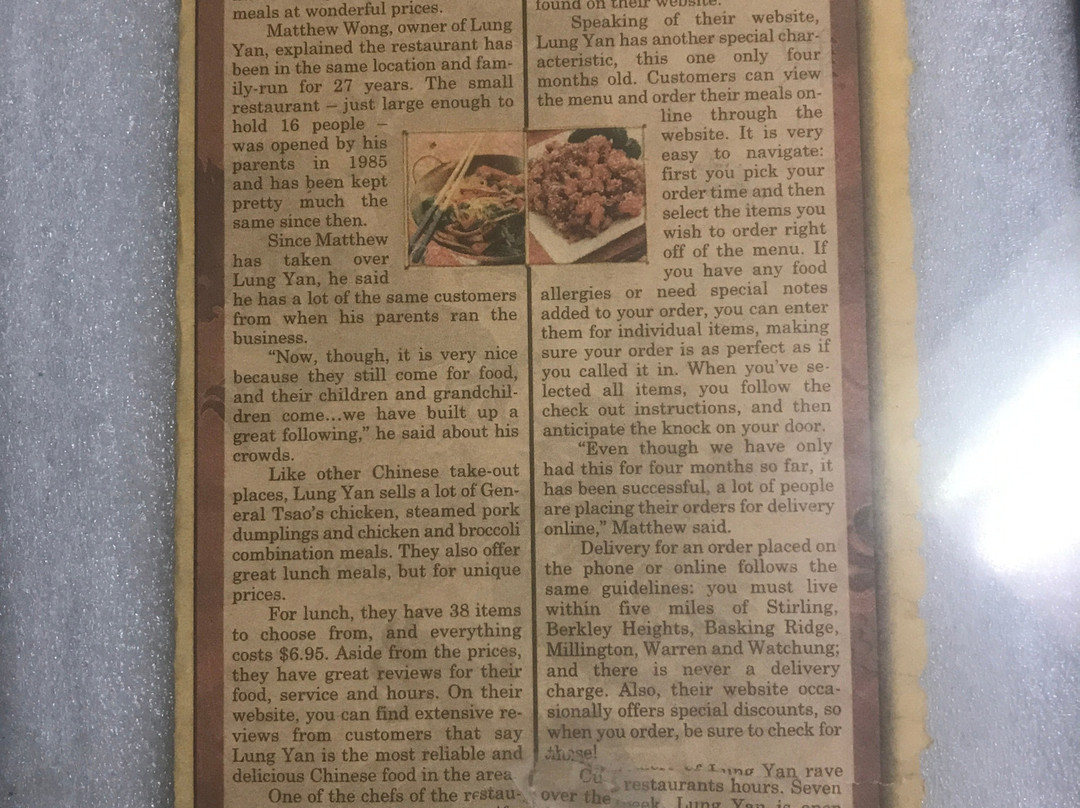 meals at wonderful prices.
Matthew Wong, owner of Lung
Yan, explained the restaurant has
been in the same location and fam-
ily-run for 27 years. The small
restaurant – just large enough to
hold 16 people –
was opened by his
parents in 1985
and has been kept
pretty much the
same since then.
Since Matthew
has taken over
Lung Yan, he said
he has a lot of the same customers
from when his parents ran the
business.
“Now, though, it is very nice
because they still come for food,
and their children and grandchil-
dren come...we have built up a
great following,” he said about his
crowds.
Like other Chinese take-out
places, Lung Yan sells a lot of Gen-
eral Tsao’s chicken, steamed pork
dumplings and chicken and broccoli
combination meals. They also offer
great lunch meals, but for unique
prices.
For lunch, they have 38 items
to choose from, and everything
costs $6.95. Aside from the prices,
they have great reviews for their
food, service and hours. On their
website, you can find extensive re-
views from customers that say
Lung Yan is the most reliable and
delicious Chinese food in the area
One of the chefs of the restau-
found on their website.
Speaking of their website,
Lung Yan has another special char-
acteristic, this one only four
months old. Customers can view
the menu and order their meals on-
line through the
website. It is very
easy to navigate:
first you pick your
order time and then
select the items you
wish to order right
off of the menu. If
you have any food
allergies or need special notes
added to your order, you can enter
them for individual items, making
sure your order is as perfect as if
you called it in. When you’ve se-
lected all items, you follow the
check out instructions, and then
anticipate the knock on your door.
“Even though we have only
had this for four months so far, it
has been successful, a lot of people
are placing their orders for delivery
online,” Matthew said.
Delivery for an order placed on
the phone or online follows the
same guidelines: you must live
within five miles of Stirling,
Berkley Heights, Basking Ridge,
Millington, Warren and Watchung;
and there is never a delivery
charge. Also, their website occa-
sionally offers special discounts, so
when you order, be sure to check for
these!
Cu of Lung Yan rave
over the restaurants hours. Seven
Lung Yan is open